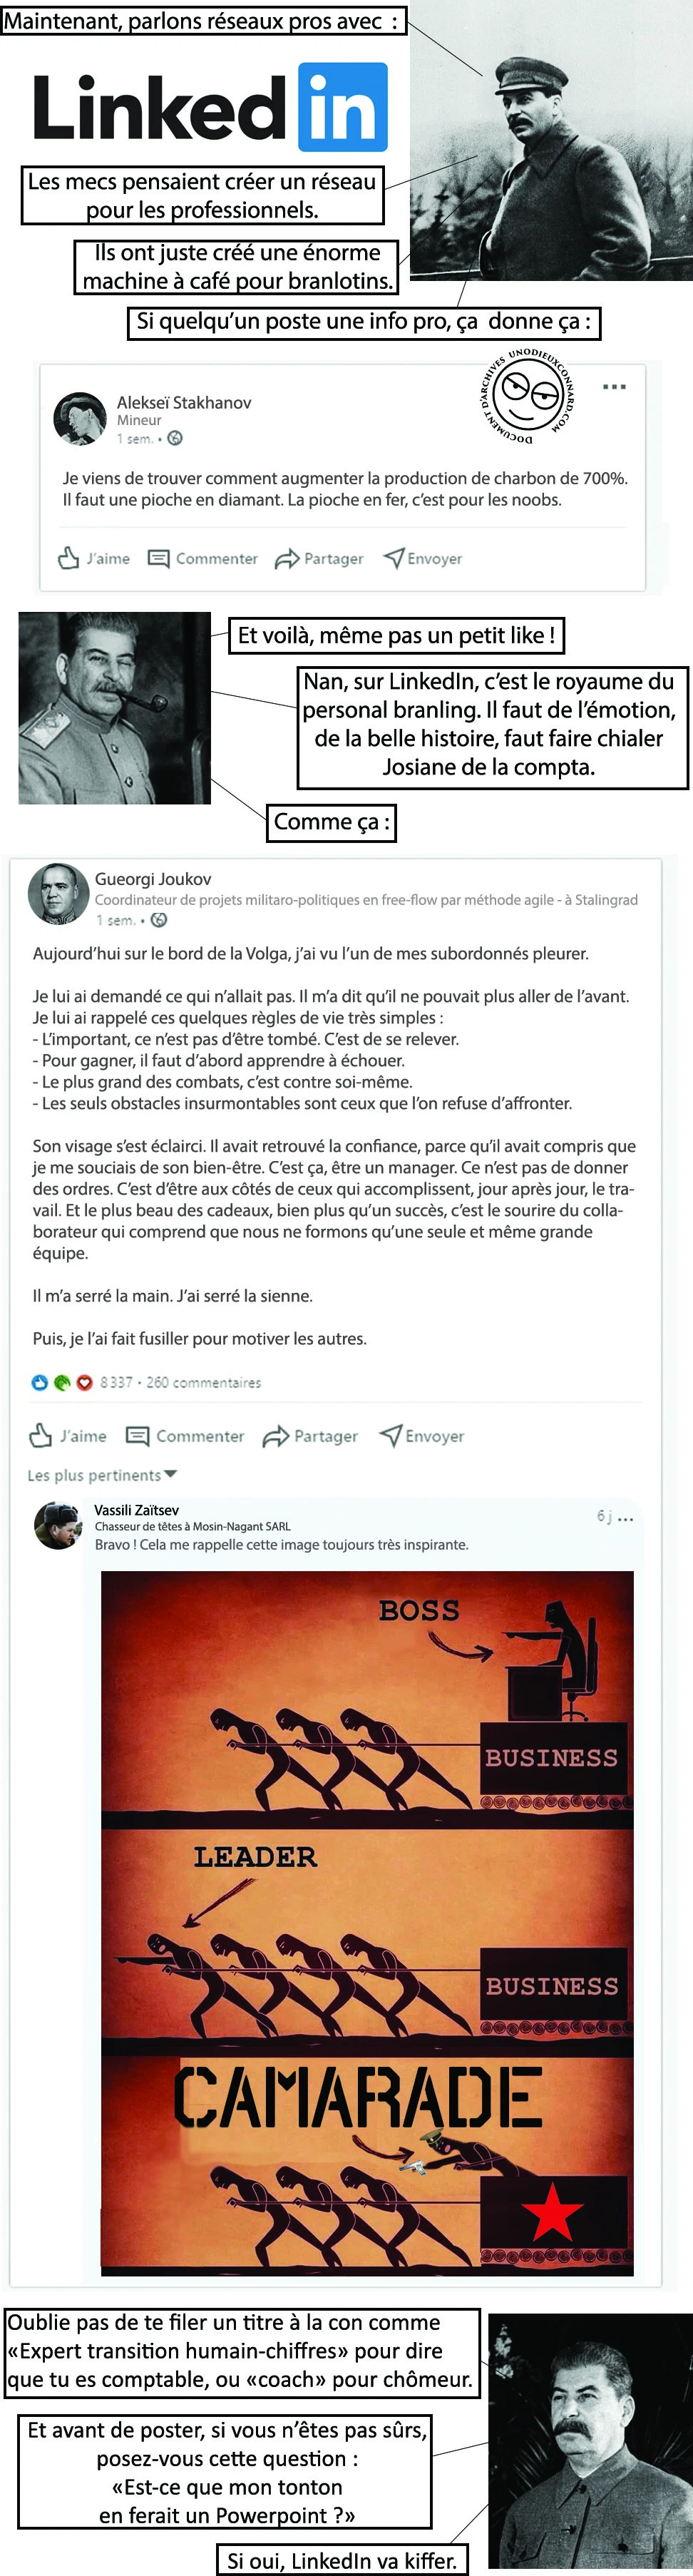 Maintenant, parlons réseaux pros avec :
Linked in
Les mecs pensaient créer un réseau
pour les professionnels.
Ils ont juste créé une énorme
machine à café pour branlotins.
Si quelqu'un poste une info pro, ça donne ça :
DOCUMENT D'ARCHIVES UNODIEUXCONNARD.COM
Alekseï Stakhanov
Mineur
1 sem. •
Je viens de trouver comment augmenter la production de charbon de 700%.
Il faut une pioche en diamant. La pioche en fer, c'est pour les noobs.
J'aime Commenter Partager Envoyer
Et voilà, même pas un petit like !
Nan, sur LinkedIn, c'est le royaume du
personal branling. Il faut de l'émotion,
de la belle histoire, faut faire chialer
Josiane de la compta.
Comme ça :
Gueorgi Joukov
Coordinateur de projets militaro-politiques en free-flow par méthode agile - à Stalingrad
1 sem. •
Aujourd'hui sur le bord de la Volga, j'ai vu l'un de mes subordonnés pleurer.
Je lui ai demandé ce qui n'allait pas. Il m'a dit qu'il ne pouvait plus aller de l'avant.
Je lui ai rappelé ces quelques règles de vie très simples :
- L'important, ce n'est pas d'être tombé. C'est de se relever.
- Pour gagner, il faut d'abord apprendre à échouer.
- Le plus grand des combats, c'est contre soi-même.
- Les seuls obstacles insurmontables sont ceux que l'on refuse d'affronter.
Son visage s'est éclairci. Il avait retrouvé la confiance, parce qu'il avait compris que
je me souciais de son bien-être. C'est ça, être un manager. Ce n'est pas de donner
des ordres. C'est d'être aux côtés de ceux qui accomplissent, jour après jour, le tra-
vail. Et le plus beau des cadeaux, bien plus qu'un succès, c'est le sourire du colla-
borateur qui comprend que nous ne formons qu'une seule et même grande
équipe.
Il m'a serré la main. J'ai serré la sienne.
Puis, je l'ai fait fusiller pour motiver les autres.
8 337 • 260 commentaires
J'aime Commenter Partager Envoyer
Les plus pertinents
Vassili Zaïtsev
6 j ...
Chasseur de têtes à Mosin-Nagant SARL
Bravo ! Cela me rappelle cette image toujours très inspirante.
BOSS
BUSINESS
LEADER
BUSINESS
CAMARADE
Oublie pas de te filer un titre à la con comme
«Expert transition humain-chiffres» pour dire
que tu es comptable, ou «coach» pour chômeur.
Et avant de poster, si vous n'êtes pas sûrs,
posez-vous cette question :
«Est-ce que mon tonton
en ferait un Powerpoint ?»
Si oui, LinkedIn va kiffer.